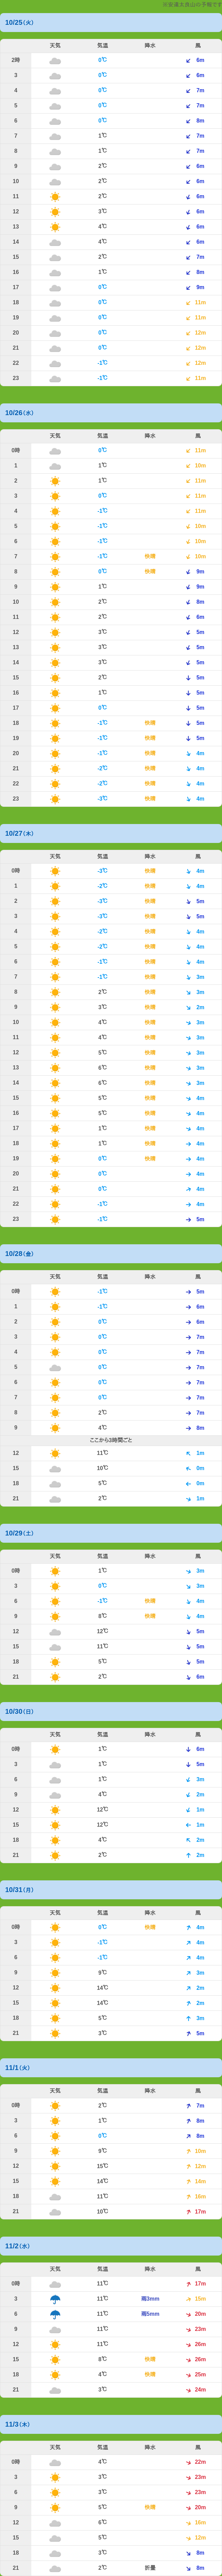 10/25(火)
天気 気温 降水 風
2時 0℃ 6m
3 0℃ 6m
4 0℃ 7m
5 0℃ 7m
6 0℃ 8m
7 1℃ 7m
8 1℃ 7m
9 2℃ 6m
10 2℃ 6m
11 2℃ 6m
12 3℃ 6m
13 4℃ 6m
14 4℃ 6m
15 2℃ 7m
16 1℃ 8m
17 0℃ 9m
18 0℃ 11m
19 0℃ 11m
20 0℃ 12m
21 0℃ 12m
22 -1℃ 12m
23 -1℃ 11m
10/26(水)
天気 気温 降水 風
0時 0℃ 11m
1 1℃ 10m
2 1℃ 11m
3 0℃ 11m
4 -1℃ 11m
5 -1℃ 10m
6 -1℃ 10m
7 -1℃ 快晴 10m
8 0℃ 快晴 9m
9 1℃ 9m
10 2℃ 8m
11 2℃ 6m
12 3℃ 5m
13 3℃ 5m
14 3℃ 5m
15 2℃ 5m
16 1℃ 5m
17 0℃ 5m
18 -1℃ 快晴 5m
19 -1℃ 快晴 5m
20 -1℃ 快晴 4m
21 -2℃ 快晴 4m
22 -2℃ 快晴 4m
23 -3℃ 快晴 4m
10/27(木)
天気 気温 降水 風
0時 -3℃ 快晴 4m
1 -2℃ 快晴 4m
2 -3℃ 快晴 5m
3 -3℃ 快晴 5m
4 -2℃ 快晴 4m
5 -2℃ 快晴 4m
6 -1℃ 快晴 4m
7 -1℃ 快晴 3m
8 2℃ 快晴 3m
9 3℃ 快晴 2m
10 4℃ 快晴 3m
11 4℃ 快晴 3m
12 5℃ 快晴 3m
13 6℃ 快晴 3m
14 6℃ 快晴 3m
15 5℃ 快晴 4m
16 5℃ 快晴 4m
17 1℃ 快晴 4m
18 1℃ 快晴 4m
19 0℃ 快晴 4m
20 0℃ 4m
21 0℃ 4m
22 -1℃ 4m
23 -1℃ 5m
10/28(金)
天気 気温 降水 風
0時 -1℃ 5m
1 -1℃ 6m
2 0℃ 6m
3 0℃ 7m
4 0℃ 7m
5 0℃ 7m
6 0℃ 7m
7 0℃ 7m
8 2℃ 7m
9 4℃ 8m
ここから3時間ごと
12 11℃ 1m
15 10℃ 0m
18 5℃ 0m
21 2℃ 1m
10/29(土)
天気 気温 降水 風
0時 1℃ 3m
3 0℃ 3m
6 -1℃ 快晴 4m
9 8℃ 快晴 4m
12 12℃ 5m
15 11℃ 5m
18 5℃ 5m
21 2℃ 6m
10/30(日)
天気 気温 降水 風
0時 1℃ 6m
3 1℃ 5m
6 1℃ 3m
9 4℃ 2m
12 12℃ 1m
15 12℃ 1m
18 4℃ 2m
21 2℃ 2m
10/31(月)
天気 気温 降水 風
0時 0℃ 快晴 4m
3 -1℃ 4m
6 -1℃ 4m
9 9℃ 3m
12 14℃ 2m
15 14℃ 2m
18 5℃ 3m
21 3℃ 5m
11/1(火)
天気 気温 降水 風
0時 2℃ 7m
3 1℃ 8m
6 0℃ 8m
9 9℃ 10m
12 15℃ 12m
15 14℃ 14m
18 11℃ 16m
21 10℃ 17m
11/2(水)
天気 気温 降水 風
0時 11℃ 17m
3 11℃ 雨3mm 15m
6 11℃ 雨5mm 20m
9 11℃ 23m
12 11℃ 26m
15 8℃ 快晴 26m
18 4℃ 快晴 25m
21 3℃ 24m
11/3(木)
天気 気温 降水 風
0時 4℃ 22m
3 3℃ 23m
6 3℃ 23m
9 5℃ 快晴 20m
12 6℃ 16m
15 5℃ 12m
18 3℃ 8m
21 2℃ 折曇 8m